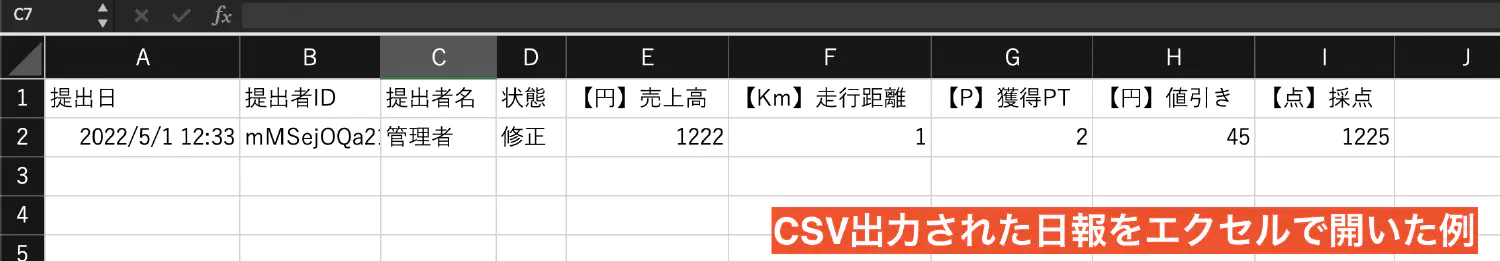 C7 fx
A B C D E F G H I J
1 提出日 提出者ID 提出者名 状態 【円】売上高 【Km】走行距離 【P】獲得PT 【円】値引き 【点】採点
2 2022/5/1 12:33 mMSejOQa21 管理者 修正 1222 1 2 45 1225
3
4
CSV出力された日報をエクセルで開いた例
5